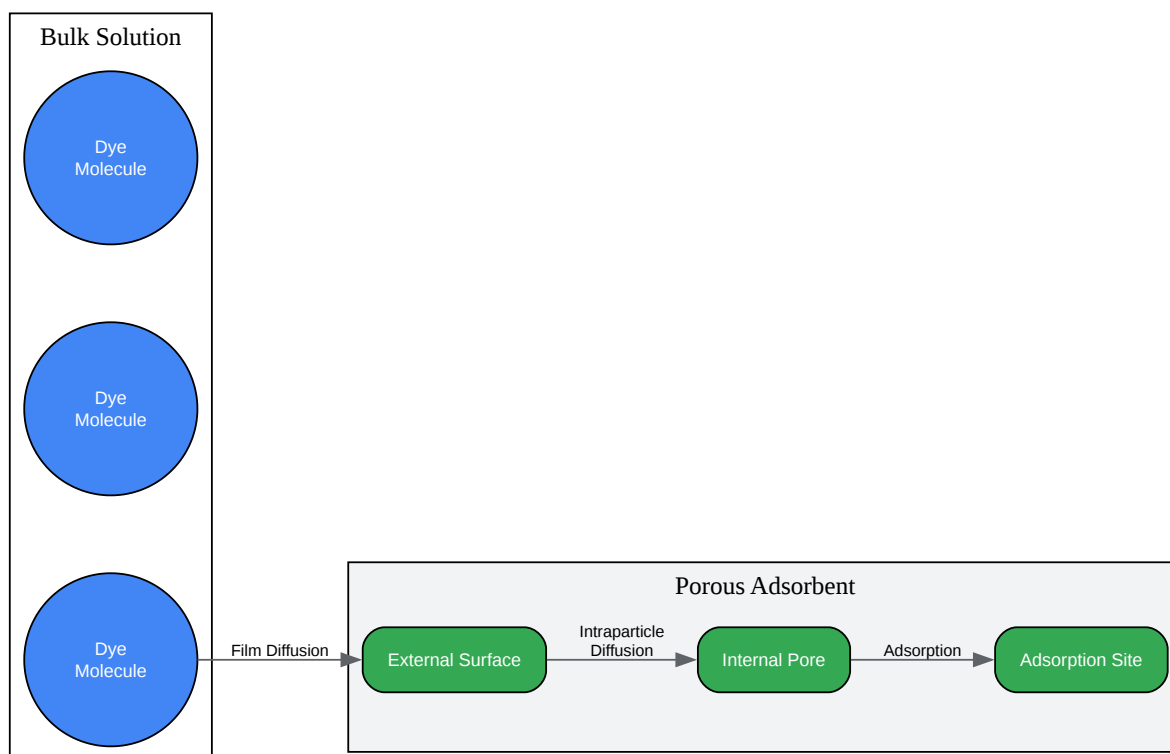 Bulk Solution
Dye
Molecule
Dye
Molecule
Dye
Molecule
Film Diffusion
Porous Adsorbent
External Surface
Intraparticle
Diffusion
Internal Pore
Adsorption
Adsorption Site